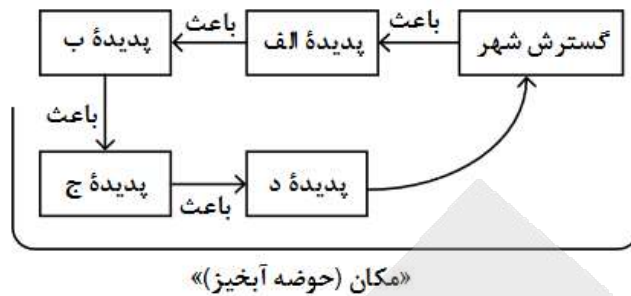 گسترش شهر باعث پدیدهٔ الف باعث پدیدهٔ ب
باعث
پدیدهٔ ج باعث پدیدهٔ د
«مکان (حوضه آبخیز)»